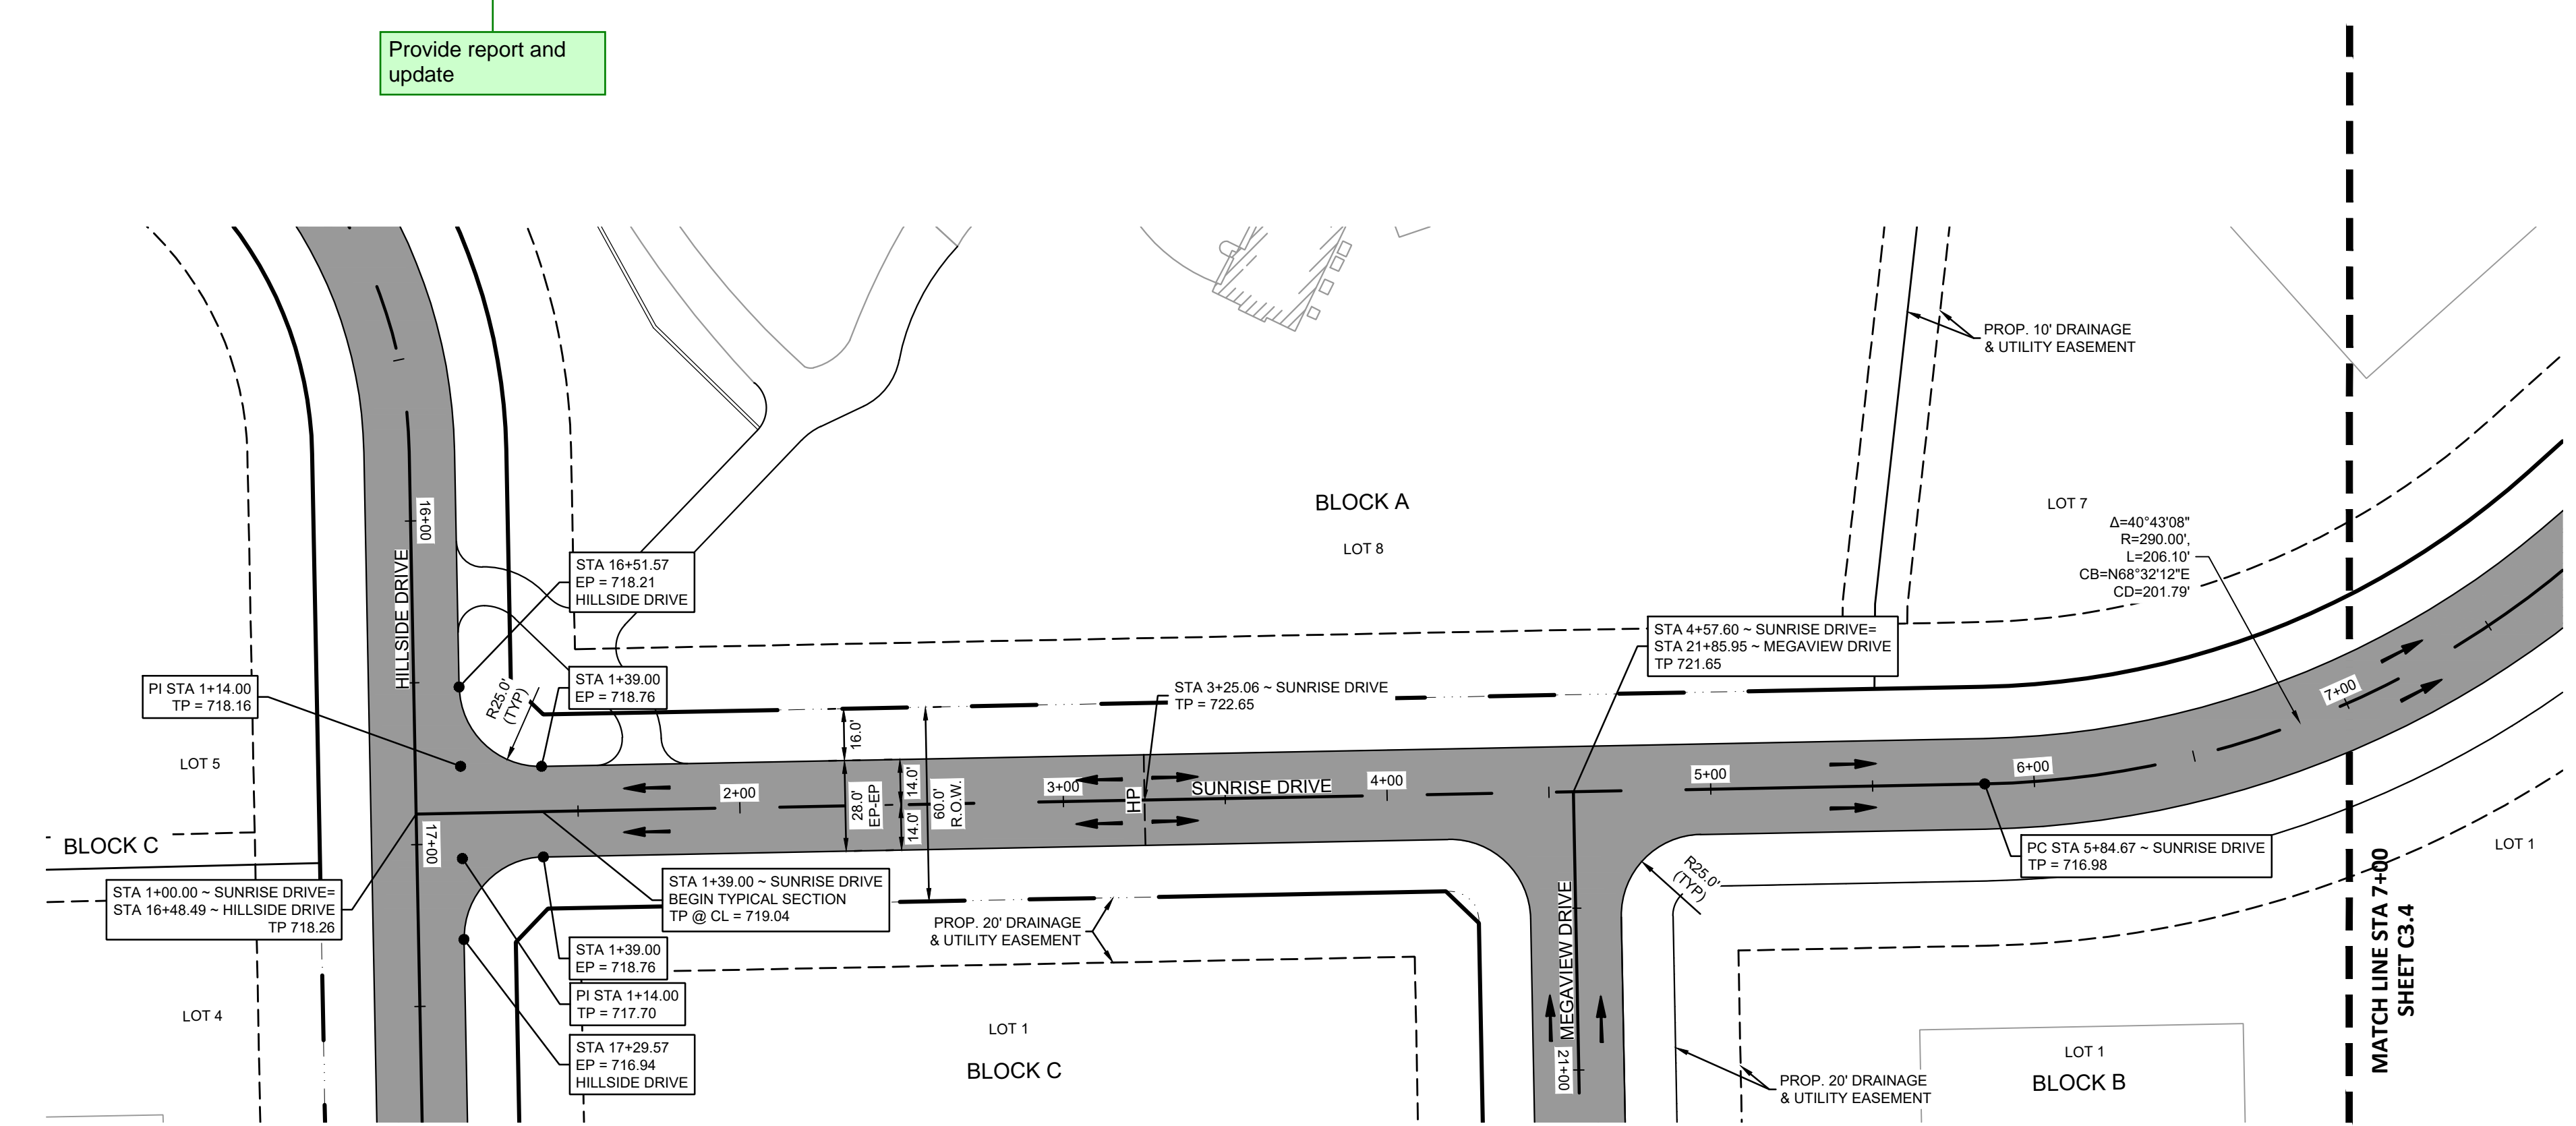 Provide report and
update
PROP. 10' DRAINAGE
& UTILITY EASEMENT
BLOCK A
LOT 8
LOT 7
Δ=40°43'08"
R=290.00',
L=206.10'
CB=N68°32'12"E
CD=201.79'
16+00
HILLSIDE DRIVE
STA 16+51.57
EP = 718.21
HILLSIDE DRIVE
STA 1+39.00
EP = 718.76
R25.0'
(TYP)
PI STA 1+14.00
TP = 718.16
STA 4+57.60 ~ SUNRISE DRIVE=
STA 21+85.95 ~ MEGAVIEW DRIVE
TP 721.65
STA 3+25.06 ~ SUNRISE DRIVE
TP = 722.65
7+00
LOT 5
16.0'
28.0'
EP-EP
14.0'
14.0'
60.0'
R.O.W.
2+00
3+00
HP
SUNRISE DRIVE
4+00
5+00
6+00
17+00
BLOCK C
STA 1+00.00 ~ SUNRISE DRIVE=
STA 16+48.49 ~ HILLSIDE DRIVE
TP 718.26
STA 1+39.00 ~ SUNRISE DRIVE
BEGIN TYPICAL SECTION
TP @ CL = 719.04
PROP. 20' DRAINAGE
& UTILITY EASEMENT
R25.0'
(TYP)
PC STA 5+84.67 ~ SUNRISE DRIVE
TP = 716.98
LOT 1
MATCH LINE STA 7+00
SHEET C3.4
STA 1+39.00
EP = 718.76
PI STA 1+14.00
TP = 717.70
STA 17+29.57
EP = 716.94
HILLSIDE DRIVE
LOT 4
LOT 1
BLOCK C
MEGAVIEW DRIVE
21+00
PROP. 20' DRAINAGE
& UTILITY EASEMENT
LOT 1
BLOCK B